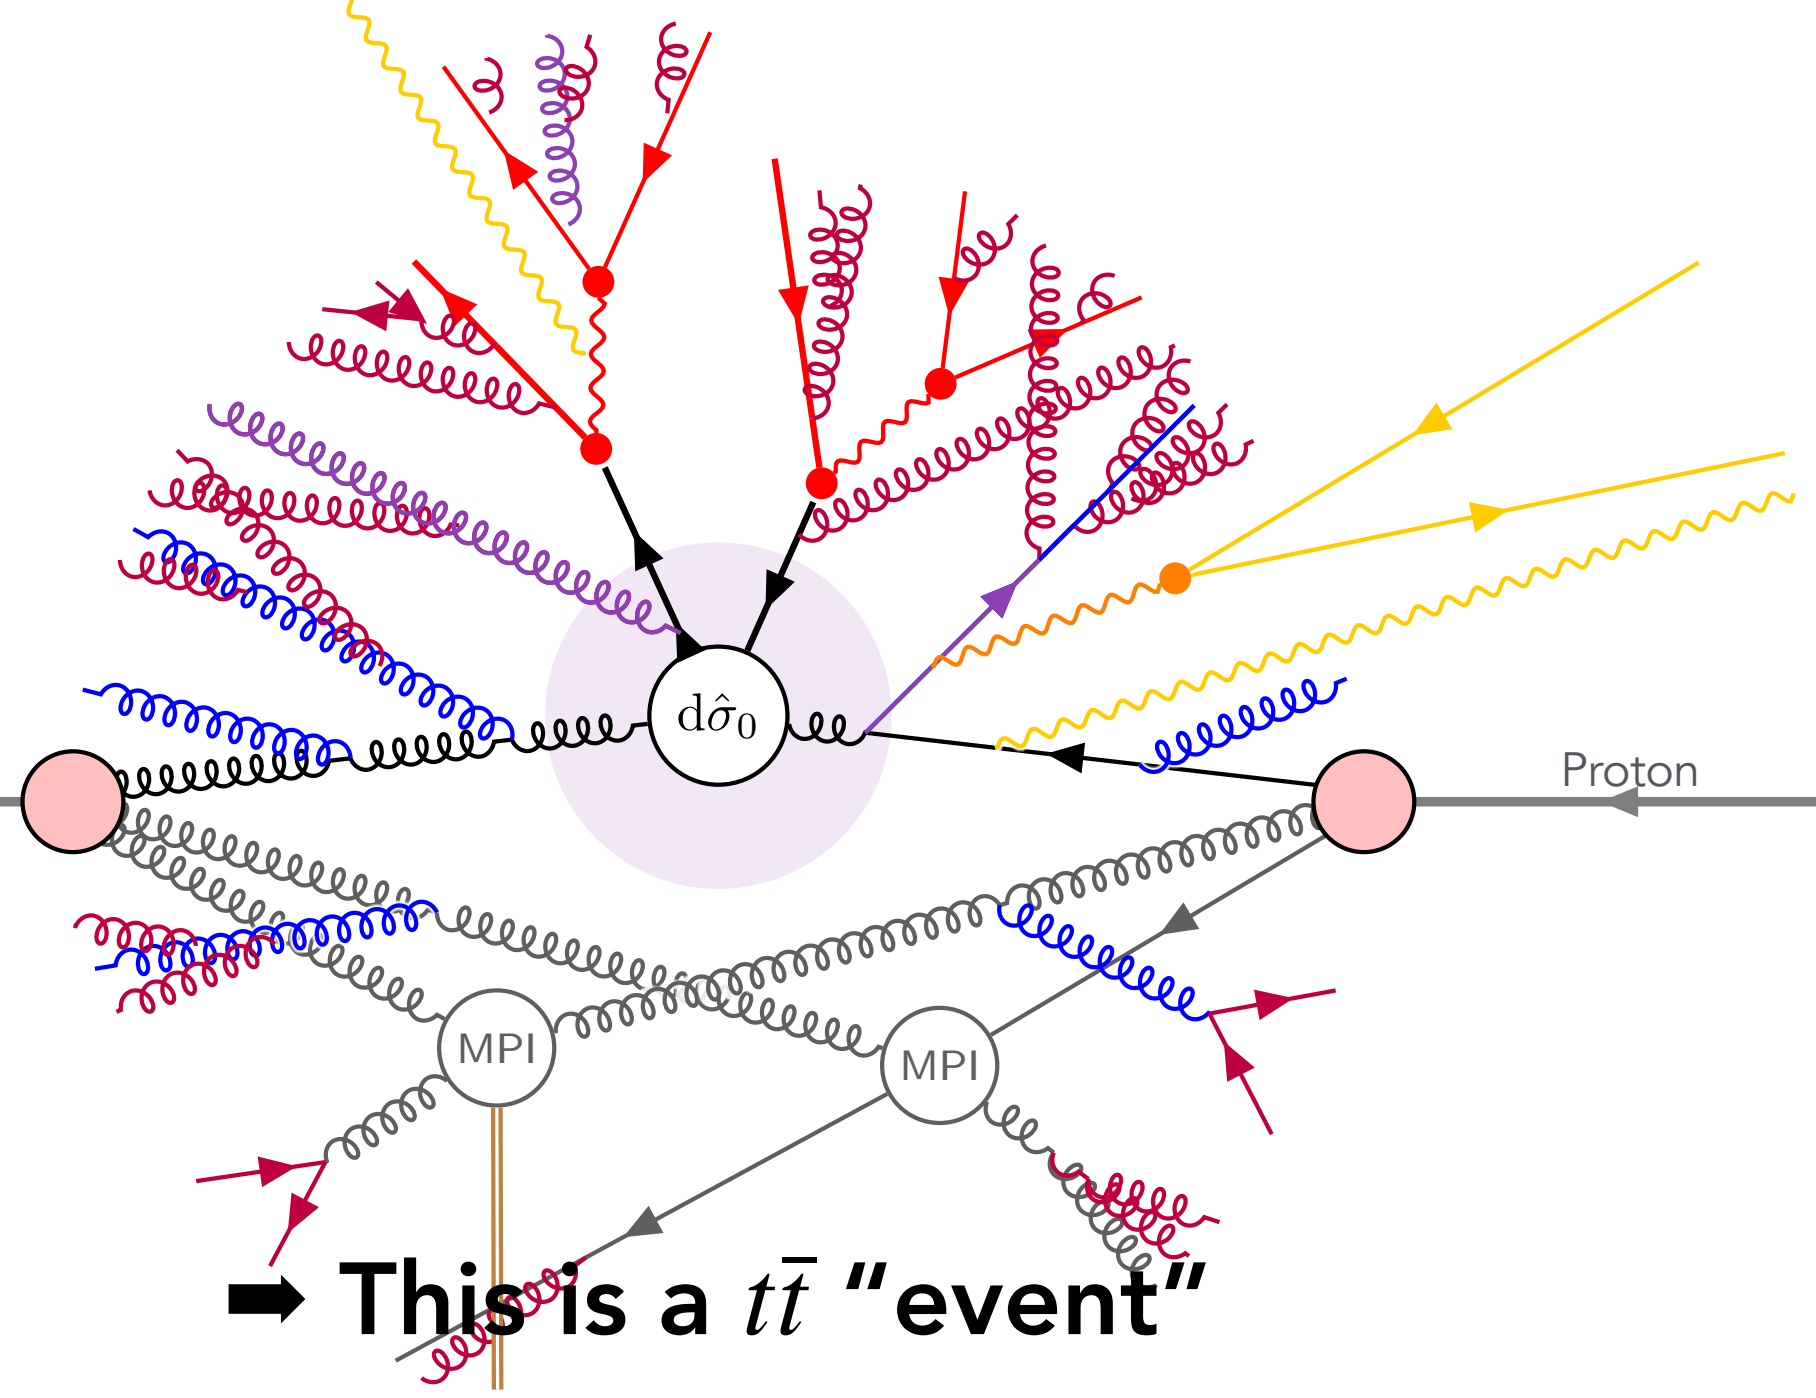 dσ̂₀
Proton
MPI
MPI
➡ This is a tt̄ “event”